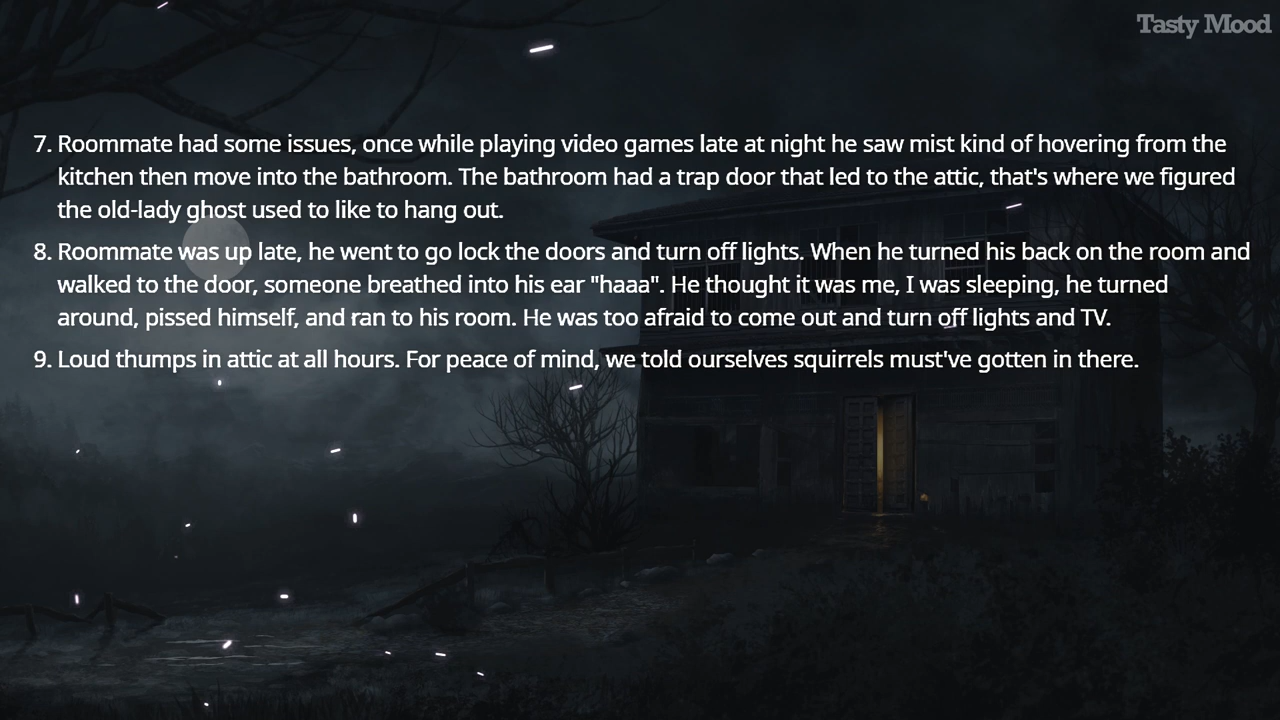 Tasty Mood
7. Roommate had some issues, once while playing video games late at night he saw mist kind of hovering from the
kitchen then move into the bathroom. The bathroom had a trap door that led to the attic, that's where we figured
the old-lady ghost used to like to hang out.
8. Roommate was up late, he went to go lock the doors and turn off lights. When he turned his back on the room and
walked to the door, someone breathed into his ear "haaa". He thought it was me, I was sleeping, he turned
around, pissed himself, and ran to his room. He was too afraid to come out and turn off lights and TV.
9. Loud thumps in attic at all hours. For peace of mind, we told ourselves squirrels must've gotten in there.